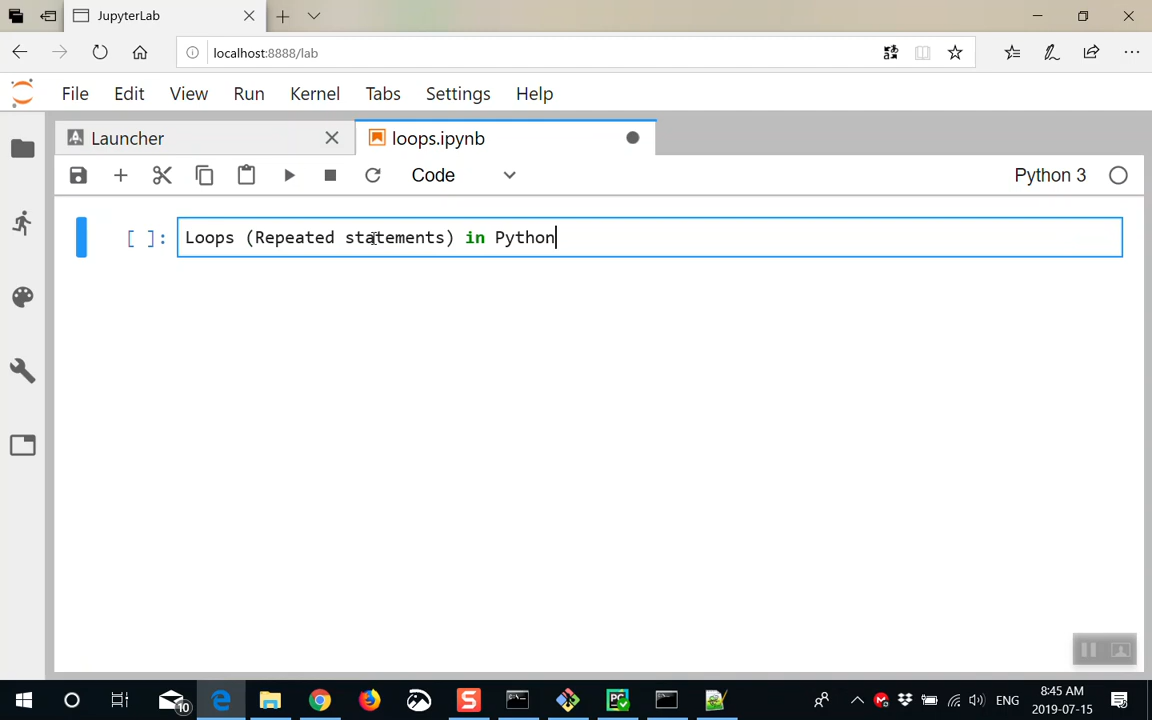 JupyterLab
localhost:8888/lab
File Edit View Run Kernel Tabs Settings Help
Launcher loops.ipynb
Code Python 3
[ ]: Loops (Repeated statements) in Python
10 ENG 8:45 AM
2019-07-15